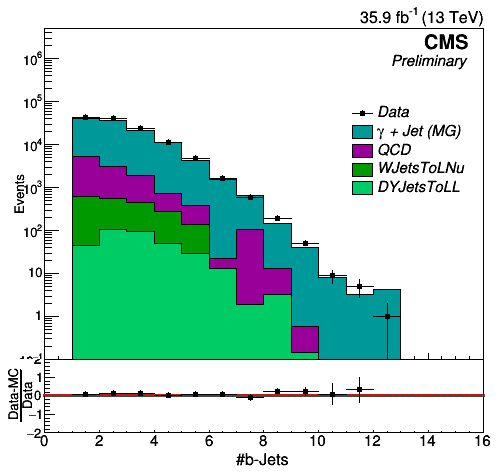 35.9 fb⁻¹ (13 TeV)
CMS
Preliminary
Data
γ + Jet (MG)
QCD
WJetsToLNu
DYJetsToLL
Events
10⁶
10⁵
10⁴
10³
10²
10
1
Data-MC
Data
2
1
0
−1
−2
0 2 4 6 8 10 12 14 16
#b-Jets